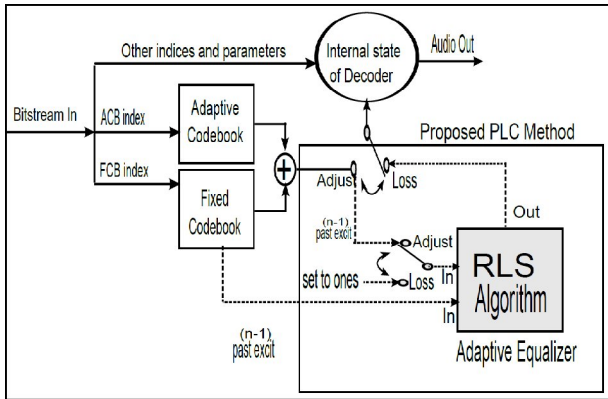 Other indices and parameters
Internal state
of Decoder
Audio Out
Bitstream In
ACB index
Adaptive
Codebook
FCB index
Fixed
Codebook
+
Proposed PLC Method
Adjust
Loss
Out
(n-1)
past excit
Adjust
set to ones
Loss
In
In
RLS
Algorithm
Adaptive Equalizer
(n-1)
past excit